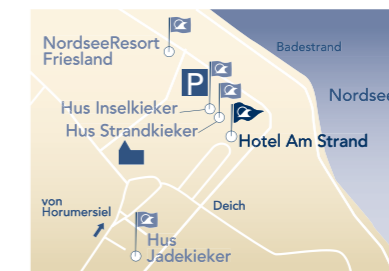 NordseeResort
Friesland
Badestrand
P
Nordsee
Hus Inselkieker
Hus Strandkieker
Hotel Am Strand
von
Horumersiel
Deich
Hus
Jadekieker